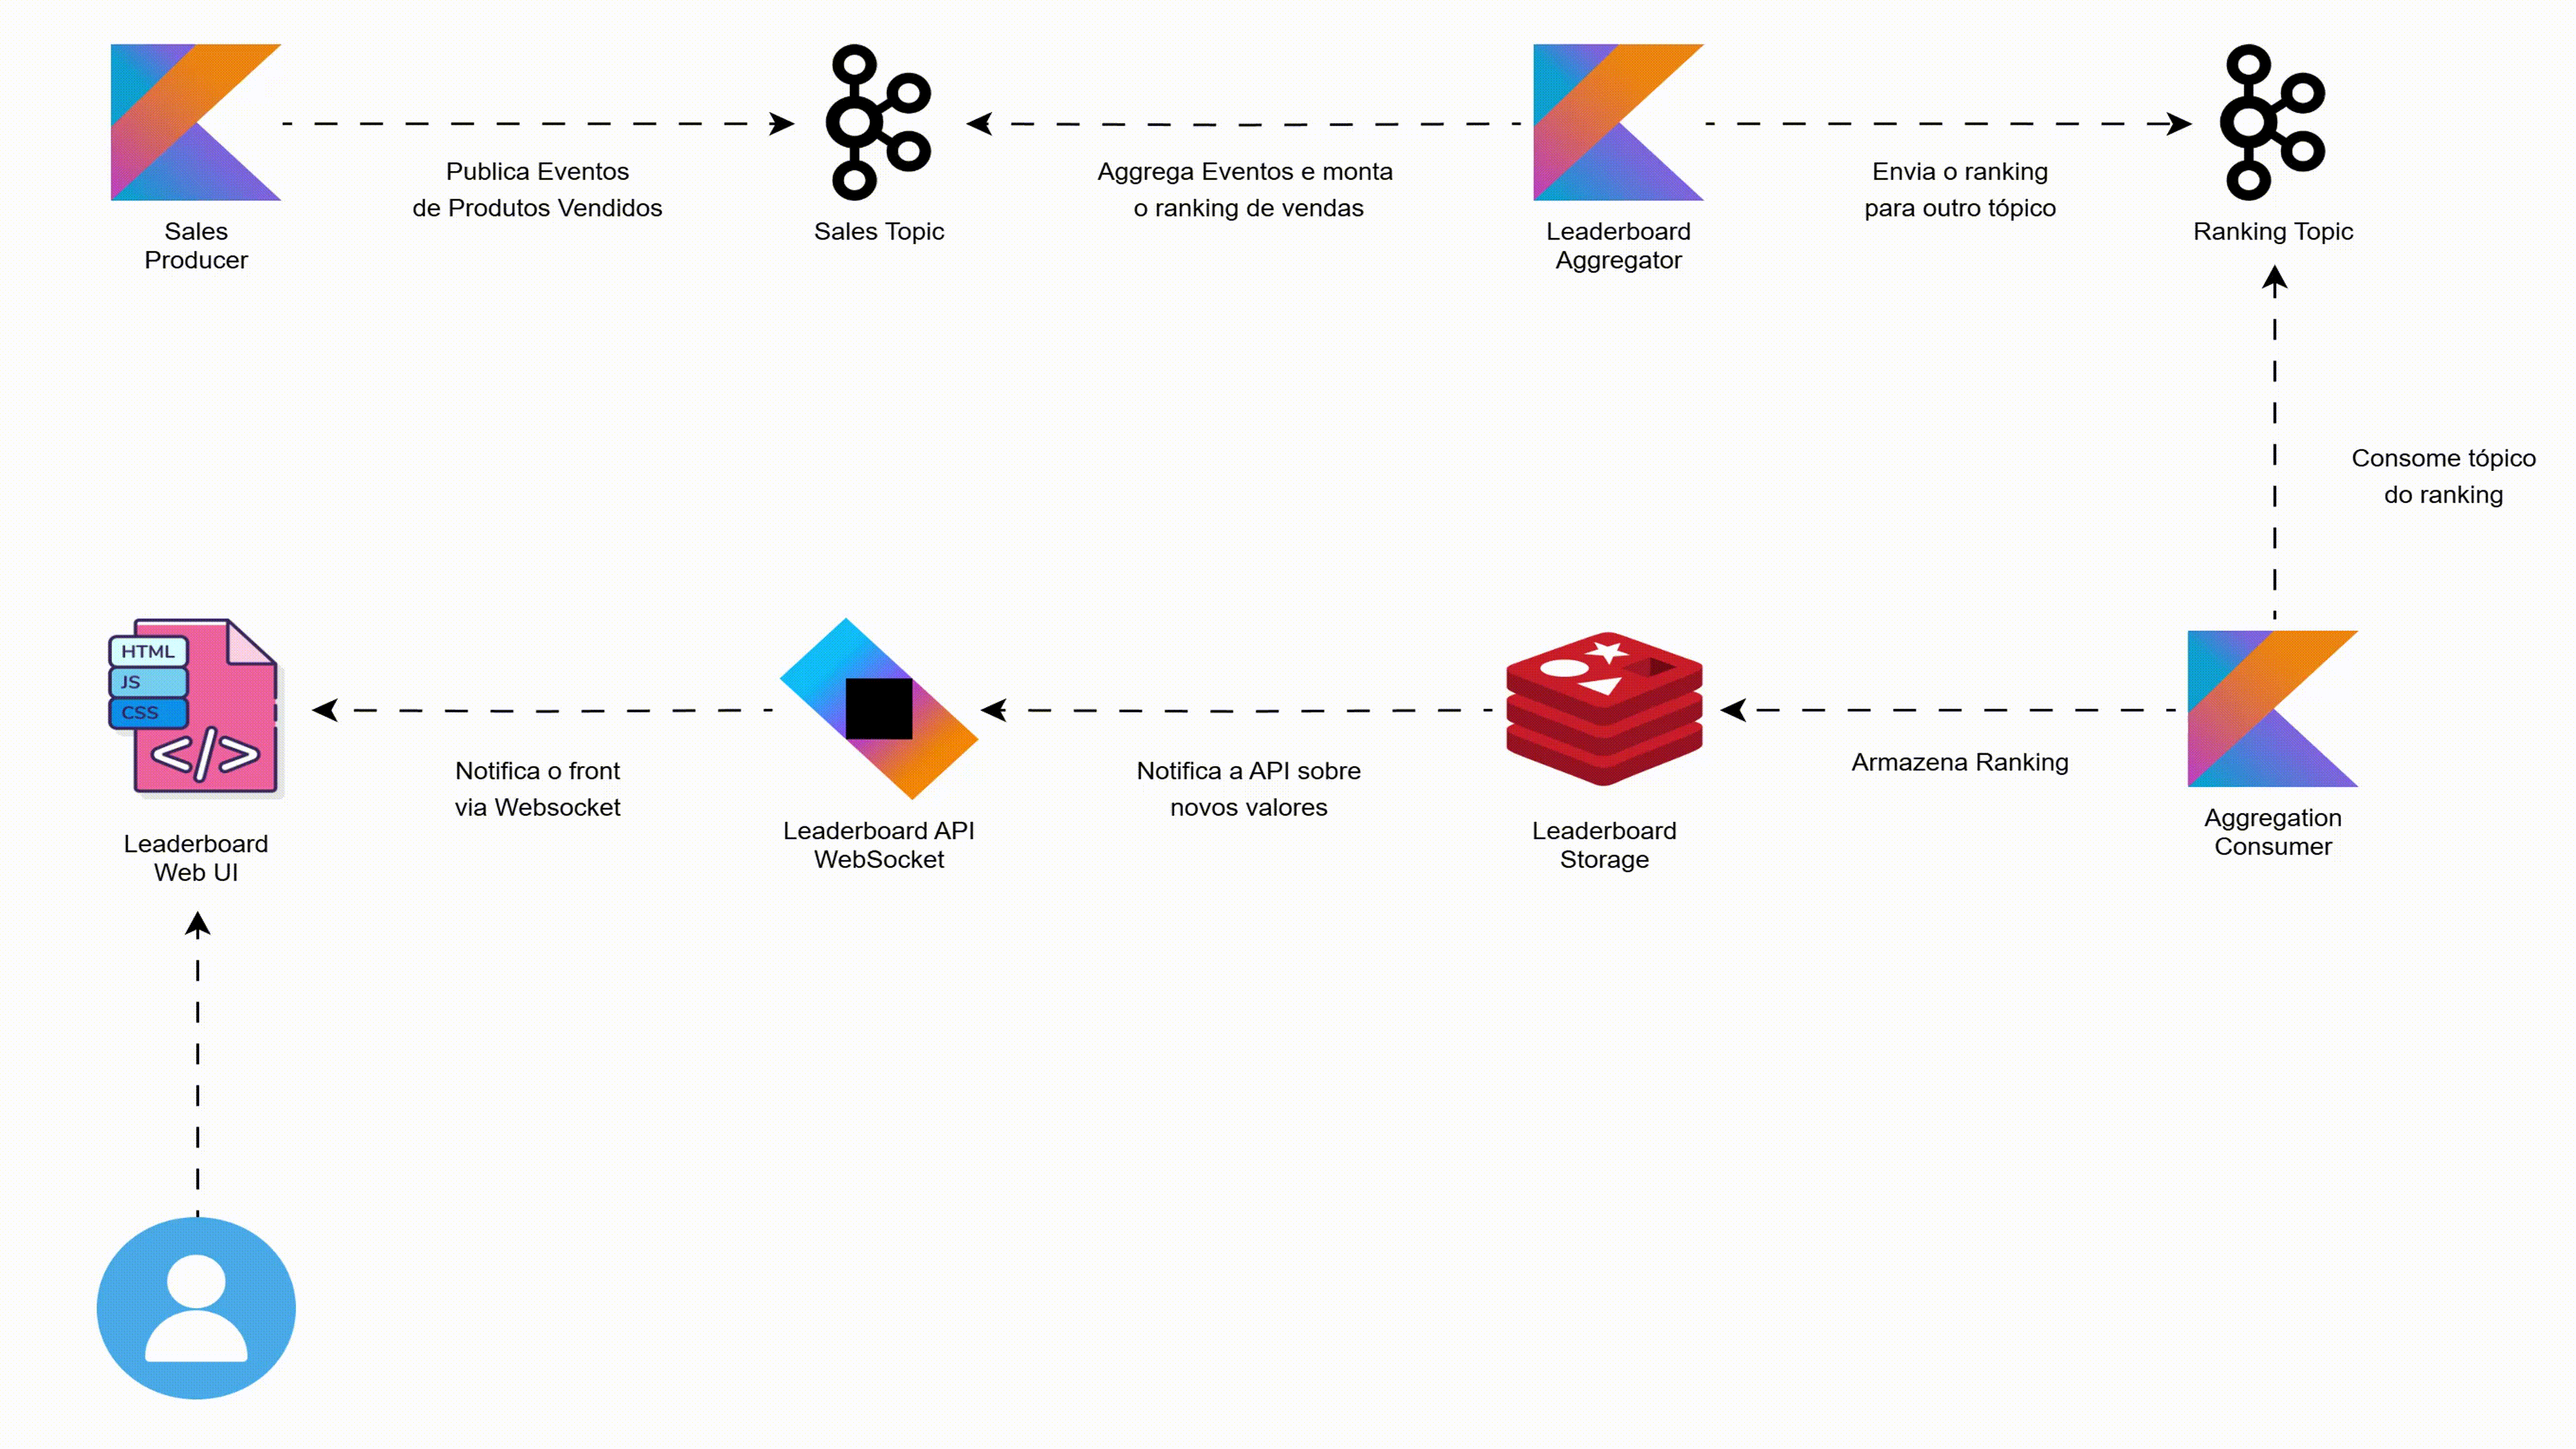 Publica Eventos
de Produtos Vendidos
Aggrega Eventos e monta
o ranking de vendas
Envia o ranking
para outro tópico
Sales
Producer
Sales Topic
Leaderboard
Aggregator
Ranking Topic
Consome tópico
do ranking
HTML
JS
CSS
</>
Notifica o front
via Websocket
Notifica a API sobre
novos valores
Armazena Ranking
Leaderboard
Web UI
Leaderboard API
WebSocket
Leaderboard
Storage
Aggregation
Consumer